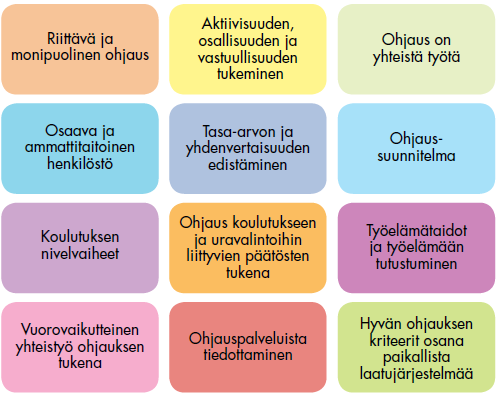 Riittävä ja
monipuolinen ohjaus
Aktiivisuuden,
osallisuuden ja
vastuullisuuden
tukeminen
Ohjaus on
yhteistä työtä
Osaava ja
ammattitaitoinen
henkilöstö
Tasa-arvon ja
yhdenvertaisuuden
edistäminen
Ohjaus-
suunnitelma
Koulutuksen
nivelvaiheet
Ohjaus koulutukseen
ja uravalintoihin
liittyvien päätösten
tukena
Työelämätaidot
ja työelämään
tutustuminen
Vuorovaikutteinen
yhteistyö ohjauksen
tukena
Ohjauspalveluista
tiedottaminen
Hyvän ohjauksen
kriteerit osana
paikallista
laatujärjestelmää